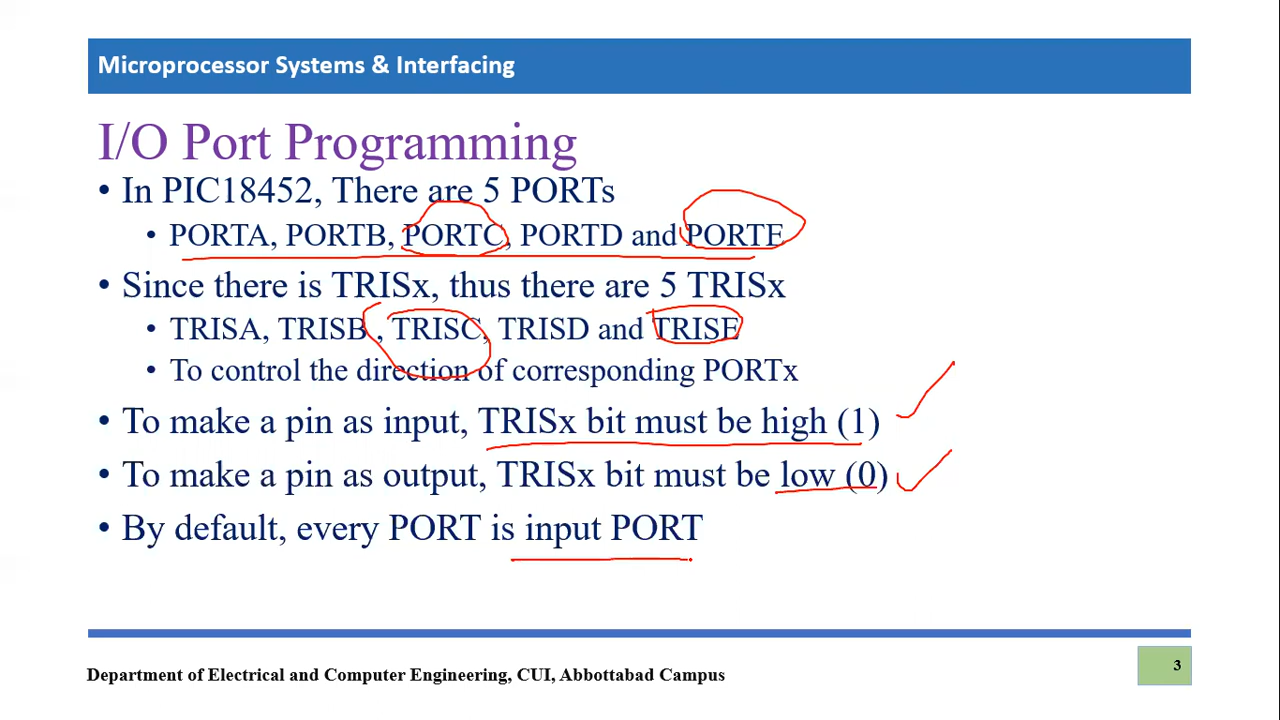 Microprocessor Systems & Interfacing
I/O Port Programming
• In PIC18452, There are 5 PORTs
• PORTA, PORTB, PORTC, PORTD and PORTE
• Since there is TRISx, thus there are 5 TRISx
• TRISA, TRISB , TRISC, TRISD and TRISE
• To control the direction of corresponding PORTx
• To make a pin as input, TRISx bit must be high (1)
• To make a pin as output, TRISx bit must be low (0)
• By default, every PORT is input PORT
Department of Electrical and Computer Engineering, CUI, Abbottabad Campus
3